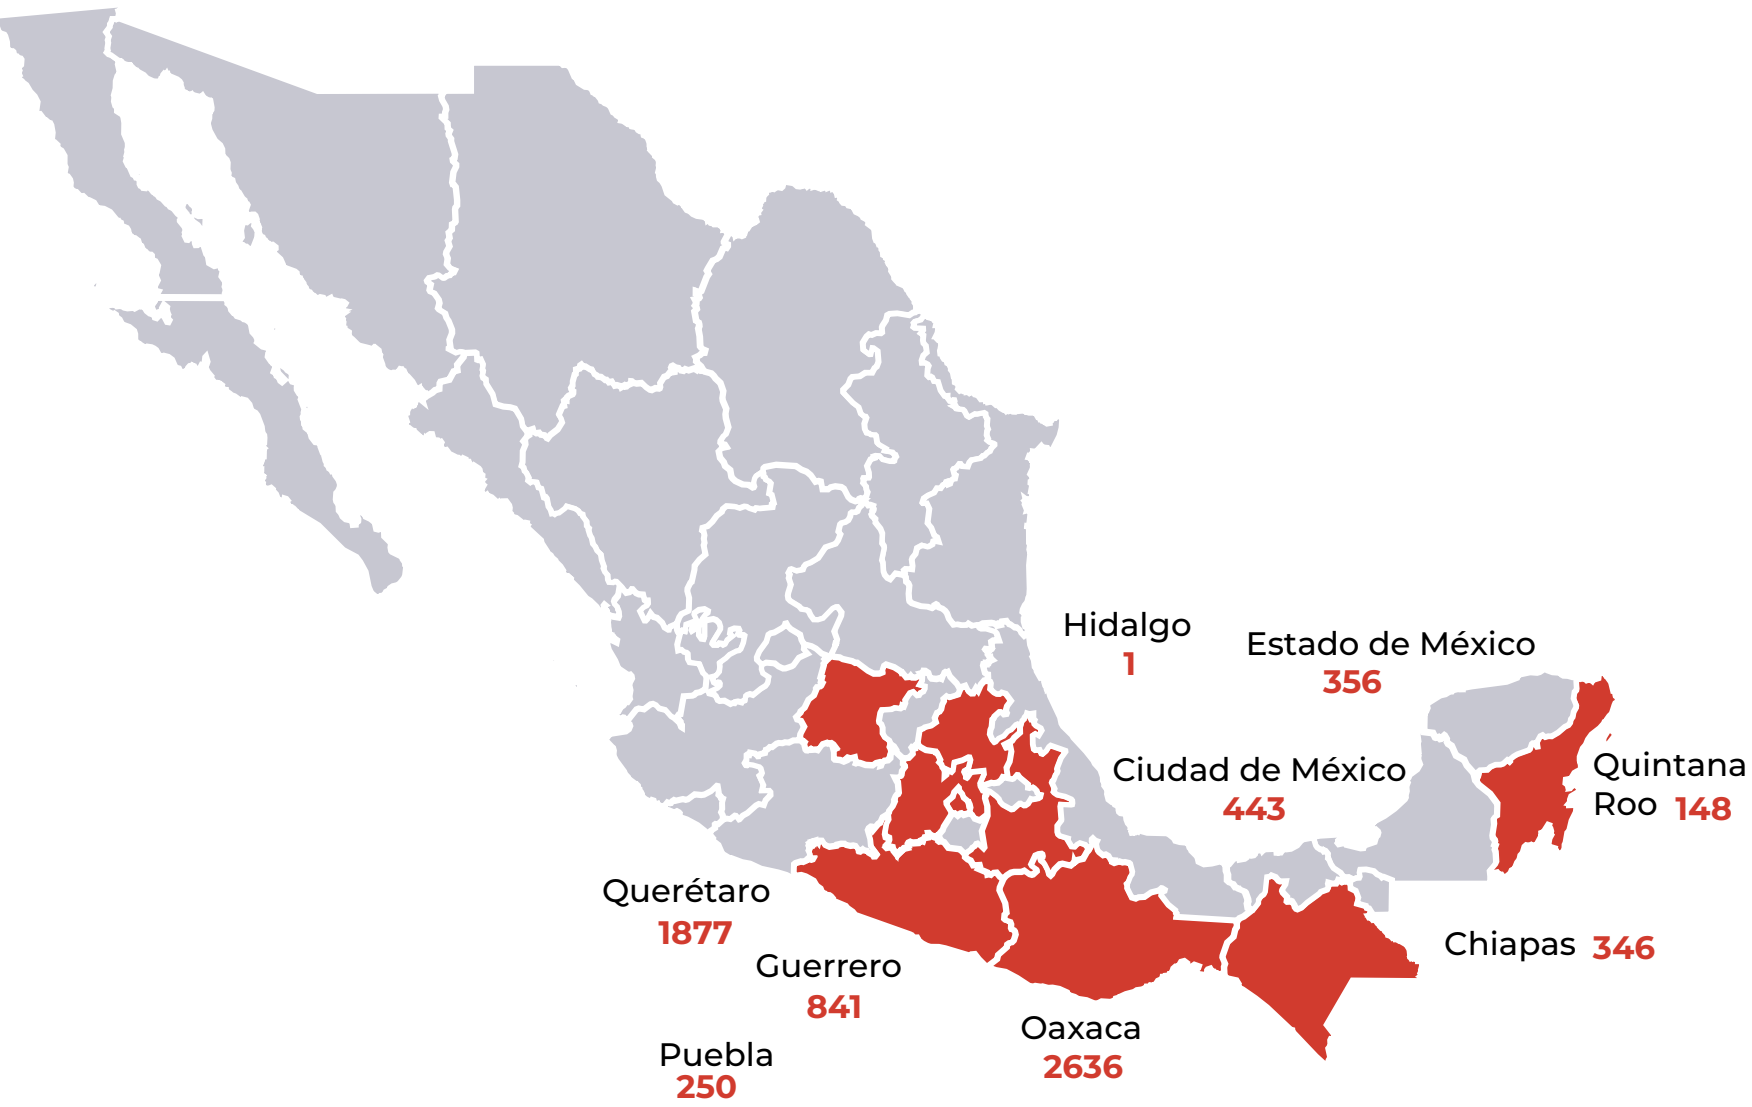 Hidalgo
1
Estado de México
356
Ciudad de México
443
Quintana
Roo 148
Querétaro
1877
Chiapas 346
Guerrero
841
Oaxaca
2636
Puebla
250